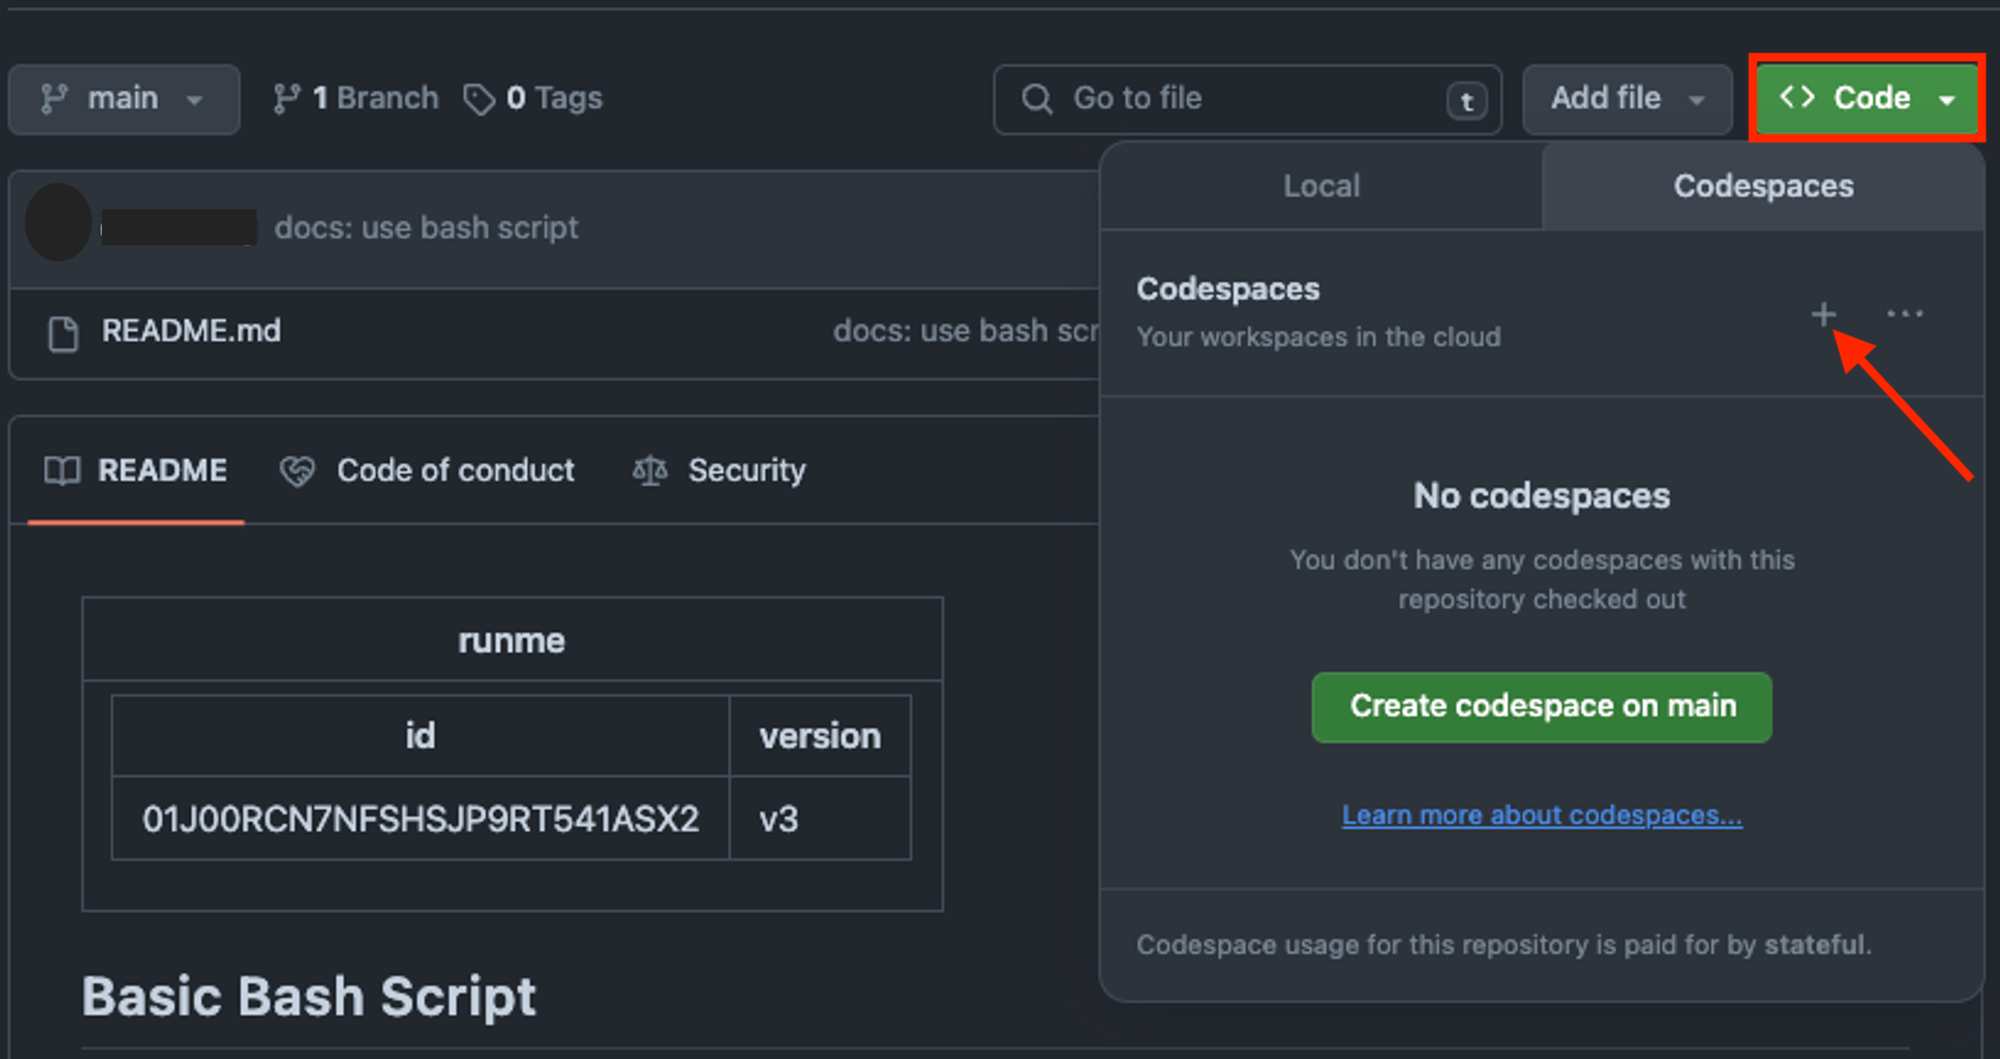 main
1 Branch
0 Tags
Go to file
t
Add file
<> Code
Local
Codespaces
docs: use bash script
Codespaces
Your workspaces in the cloud
README.md
docs: use bash scr
README
Code of conduct
Security
No codespaces
You don't have any codespaces with this
repository checked out
Create codespace on main
Learn more about codespaces...
Codespace usage for this repository is paid for by stateful.
runme
id
version
01J00RCN7NFSHSJP9RT541ASX2
v3
Basic Bash Script